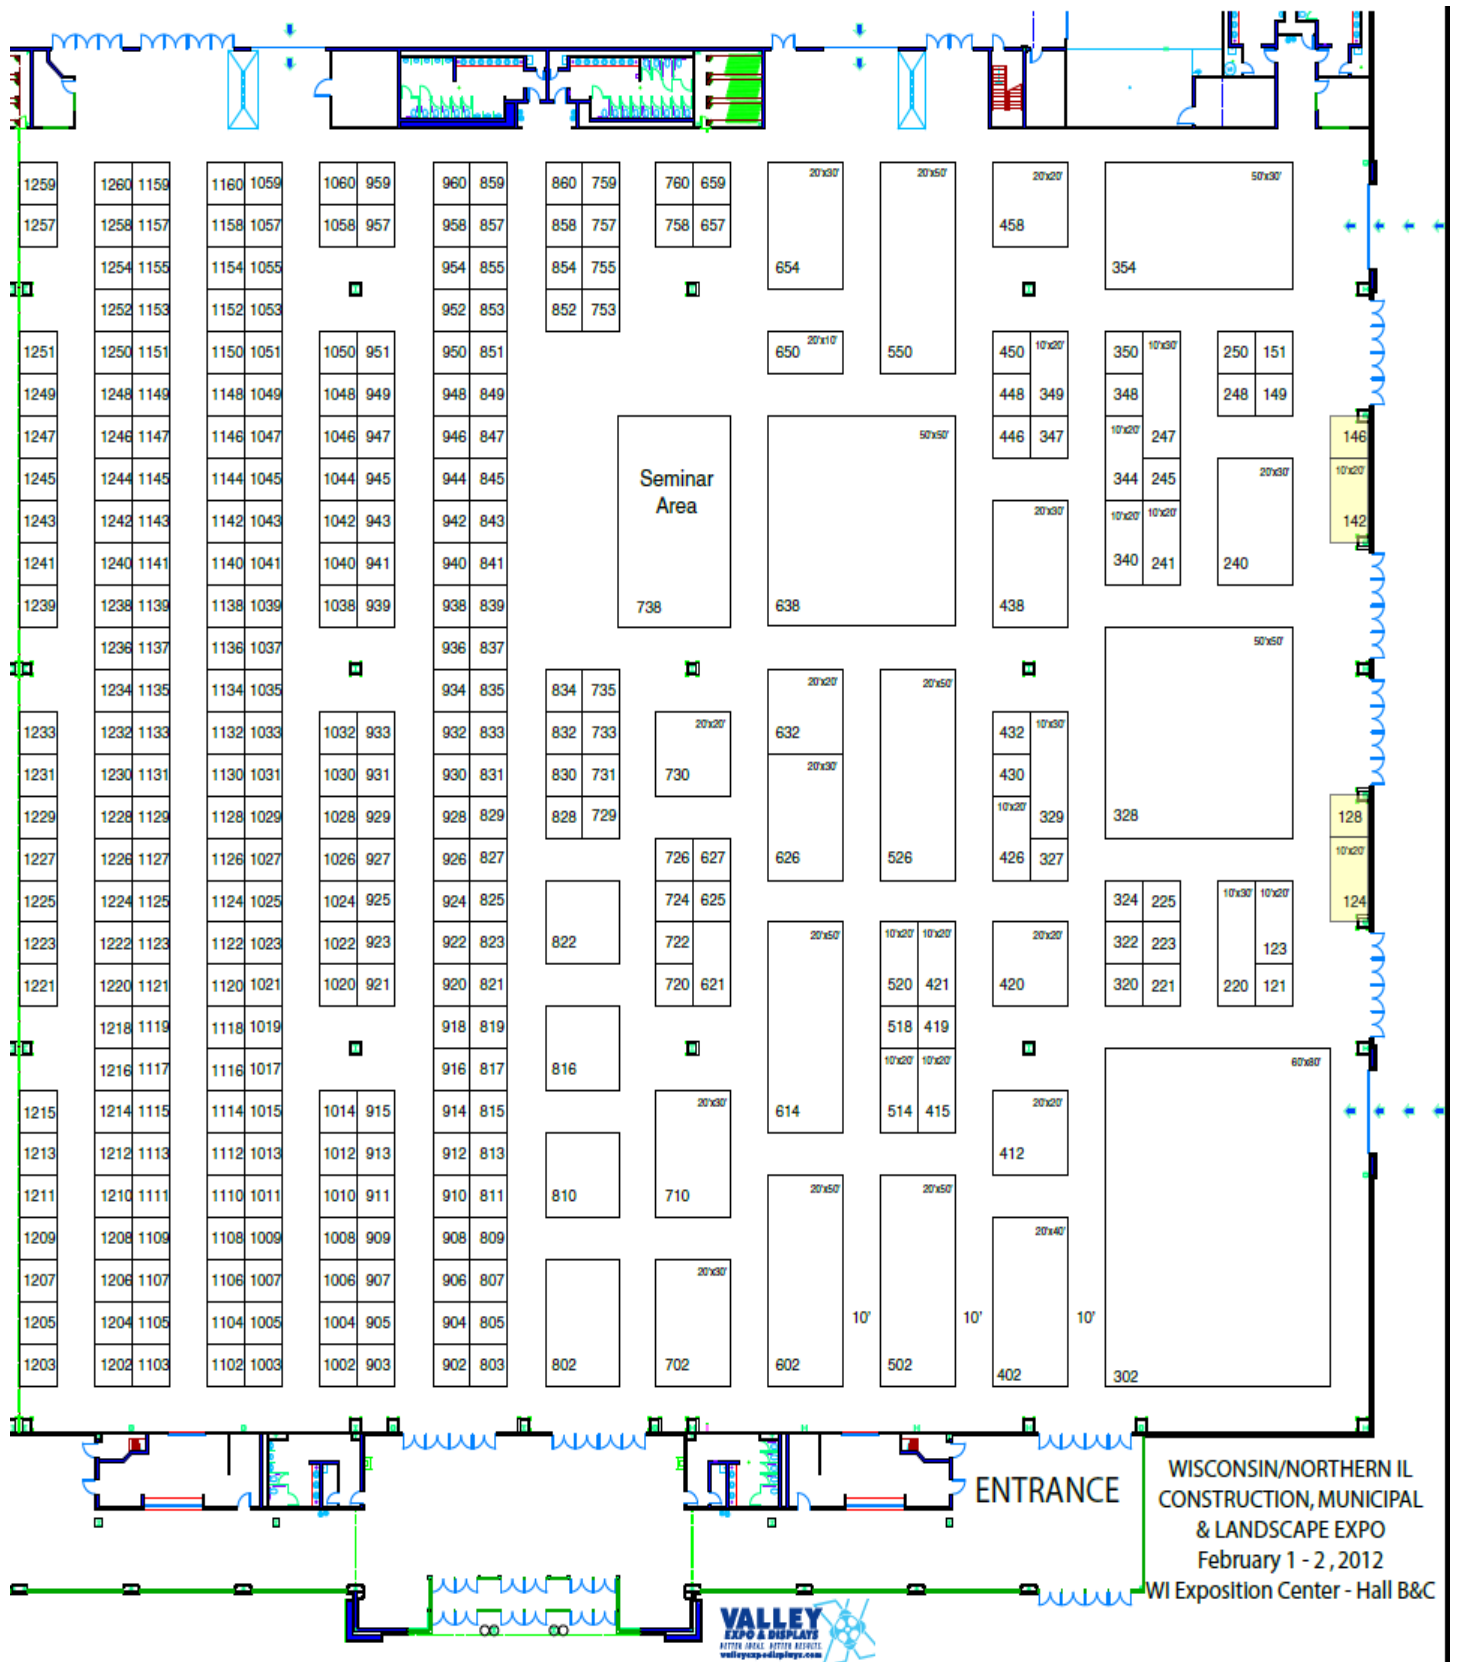 1259 1260 1159 1160 1059 1060 959 960 859 860 759 760 659 20'x30' 20'x50' 20'x20' 50'x30'
1257 1258 1157 1158 1057 1058 957 958 857 858 757 758 657 458
1254 1155 1154 1055 954 855 854 755 654 354
1252 1153 1152 1053 952 853 852 753
1251 1250 1151 1150 1051 1050 951 950 851 650 20'x10' 550 450 10'x20' 350 10'x30' 250 151
1249 1248 1149 1148 1049 1048 949 948 849 448 349 348 248 149
1247 1246 1147 1146 1047 1046 947 946 847 50'x50' 446 347 10'x20' 247 146
1245 1244 1145 1144 1045 1044 945 944 845 Seminar 344 245 20'x30' 10'x20'
Area
1243 1242 1143 1142 1043 1042 943 942 843 20'x30' 10'x20' 10'x20' 142
1241 1240 1141 1140 1041 1040 941 940 841 340 241 240
1239 1238 1139 1138 1039 1038 939 938 839 738 638 438
1236 1137 1136 1037 936 837 50'x50'
1234 1135 1134 1035 934 835 834 735 20'x20' 20'x50'
1233 1232 1133 1132 1033 1032 933 932 833 832 733 20'x20' 632 432 10'x30'
1231 1230 1131 1130 1031 1030 931 930 831 830 731 730 20'x30' 430
1229 1228 1129 1128 1029 1028 929 928 829 828 729 10'x20' 329 328 128
1227 1226 1127 1126 1027 1026 927 926 827 726 627 626 526 426 327 10'x20'
1225 1224 1125 1124 1025 1024 925 924 825 724 625 324 225 10'x30' 10'x20' 124
1223 1222 1123 1122 1023 1022 923 922 823 822 722 20'x50' 10'x20' 10'x20' 20'x20' 322 223 123
1221 1220 1121 1120 1021 1020 921 920 821 720 621 520 421 420 320 221 220 121
1218 1119 1118 1019 918 819 518 419
1216 1117 1116 1017 916 817 816 10'x20' 10'x20' 60'x80'
1215 1214 1115 1114 1015 1014 915 914 815 20'x30' 614 514 415 20'x20'
1213 1212 1113 1112 1013 1012 913 912 813 412
1211 1210 1111 1110 1011 1010 911 910 811 810 710 20'x50' 20'x50'
1209 1208 1109 1108 1009 1008 909 908 809 20'x40'
1207 1206 1107 1106 1007 1006 907 906 807 20'x30'
1205 1204 1105 1104 1005 1004 905 904 805 10' 10' 10'
1203 1202 1103 1102 1003 1002 903 902 803 802 702 602 502 402 302
ENTRANCE
WISCONSIN/NORTHERN IL
CONSTRUCTION, MUNICIPAL
& LANDSCAPE EXPO
February 1 - 2 , 2012
WI Exposition Center - Hall B&C
VALLEY
EXPO & DISPLAYS
BETTER IDEAS. BETTER RESULTS.
valleyexpodisplays.com